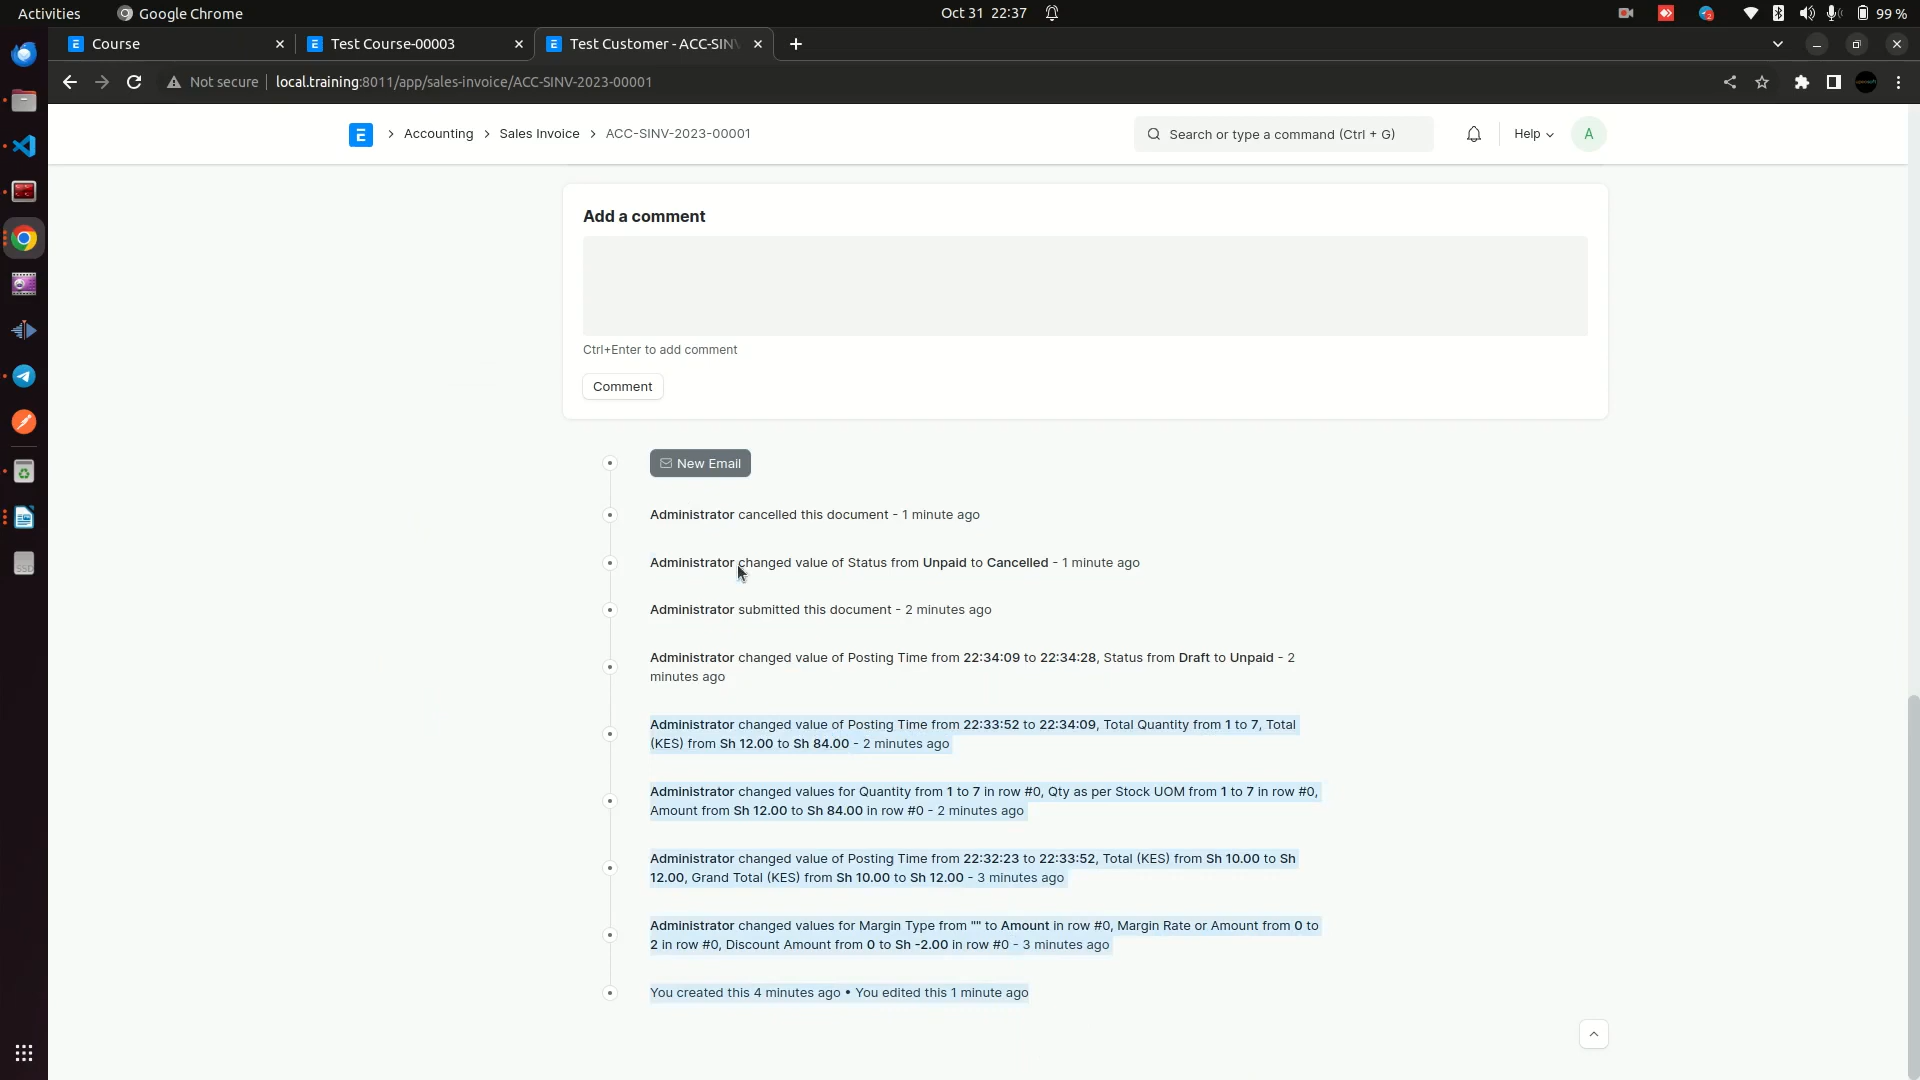 Activities
Google Chrome
Oct 31 22:37
99 %
Course
Test Course-00003
Test Customer - ACC-SIN
Not secure
local.training:8011/app/sales-invoice/ACC-SINV-2023-00001
E
Accounting
Sales Invoice
ACC-SINV-2023-00001
Search or type a command (Ctrl + G)
Help
A
Add a comment
Ctrl+Enter to add comment
Comment
New Email
Administrator cancelled this document - 1 minute ago
Administrator changed value of Status from Unpaid to Cancelled - 1 minute ago
Administrator submitted this document - 2 minutes ago
Administrator changed value of Posting Time from 22:34:09 to 22:34:28, Status from Draft to Unpaid - 2
minutes ago
Administrator changed value of Posting Time from 22:33:52 to 22:34:09, Total Quantity from 1 to 7, Total
(KES) from Sh 12.00 to Sh 84.00 - 2 minutes ago
Administrator changed values for Quantity from 1 to 7 in row #0, Qty as per Stock UOM from 1 to 7 in row #0,
Amount from Sh 12.00 to Sh 84.00 in row #0 - 2 minutes ago
Administrator changed value of Posting Time from 22:32:23 to 22:33:52, Total (KES) from Sh 10.00 to Sh
12.00, Grand Total (KES) from Sh 10.00 to Sh 12.00 - 3 minutes ago
Administrator changed values for Margin Type from "" to Amount in row #0, Margin Rate or Amount from 0 to
2 in row #0, Discount Amount from 0 to Sh -2.00 in row #0 - 3 minutes ago
You created this 4 minutes ago • You edited this 1 minute ago